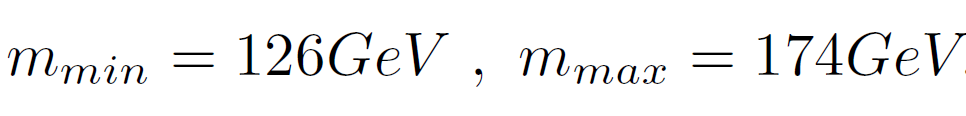 m_{min} = 126GeV , m_{max} = 174GeV.